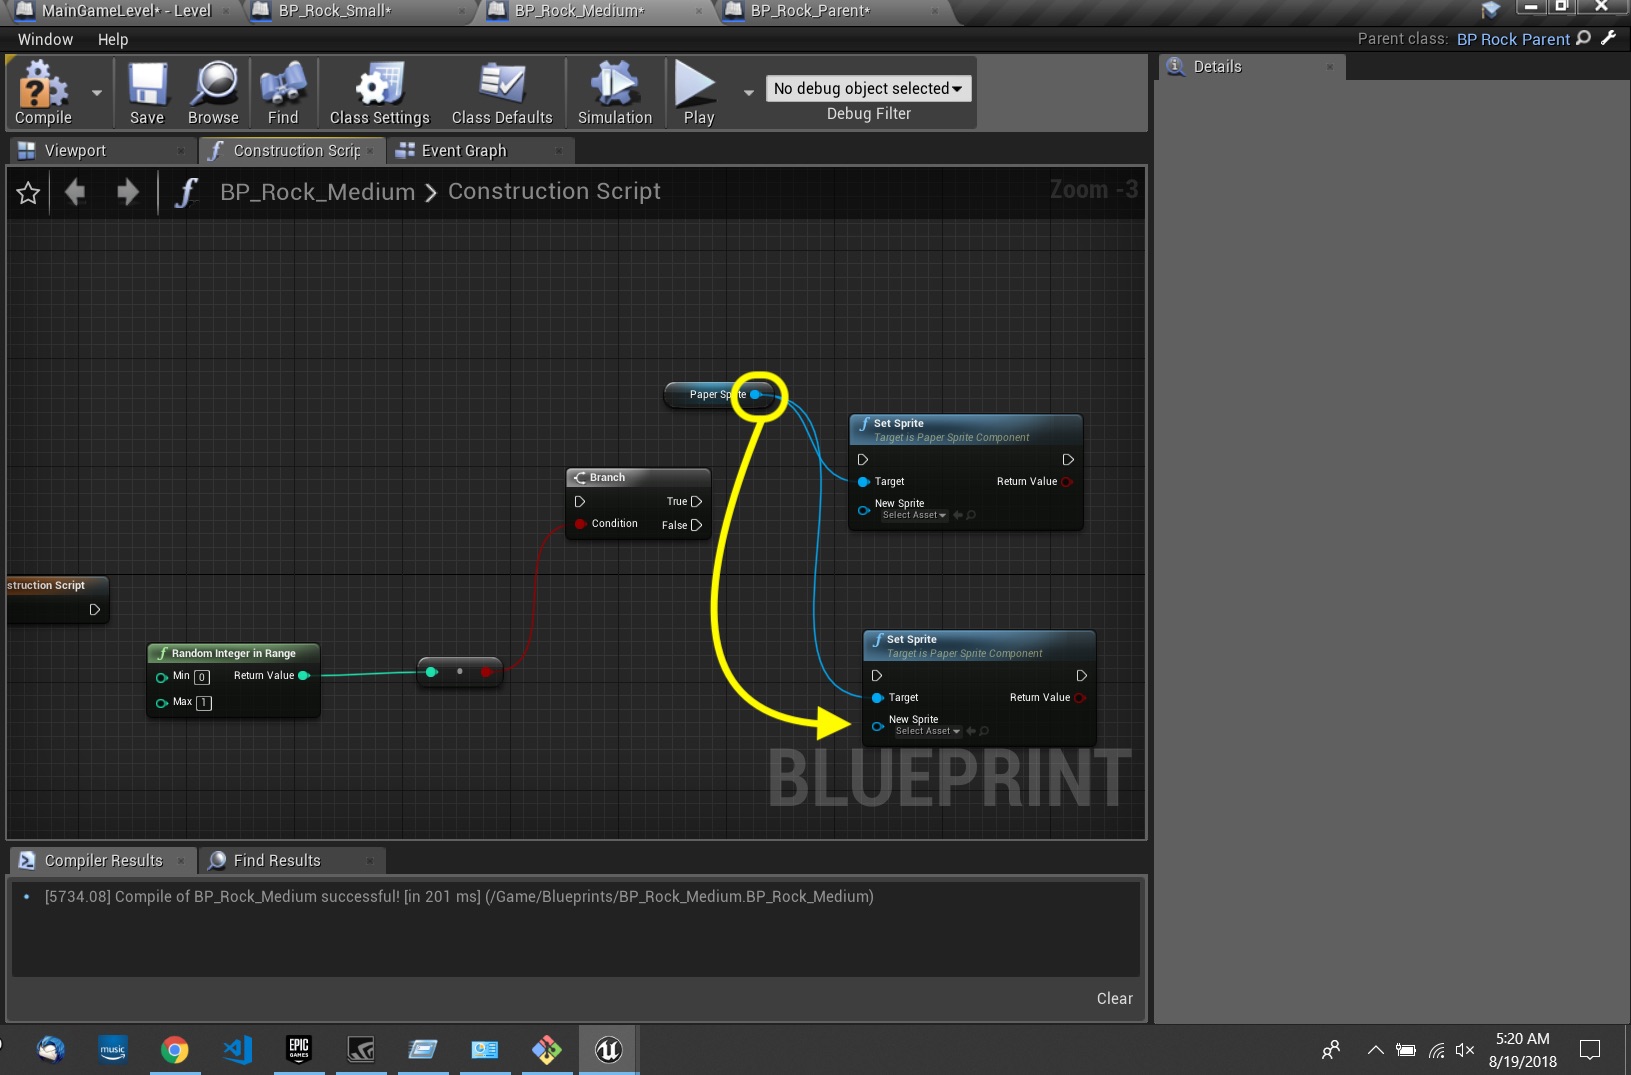 MainGameLevel* - Level
BP_Rock_Small*
BP_Rock_Medium*
BP_Rock_Parent*
Window Help
Parent class: BP Rock Parent
Compile
Save
Browse
Find
Class Settings
Class Defaults
Simulation
Play
No debug object selected
Debug Filter
Details
Viewport
Construction Scrip
Event Graph
BP_Rock_Medium > Construction Script
Zoom -3
Paper Sprite
Set Sprite
Target is Paper Sprite Component
Target Return Value
New Sprite
Select Asset
Branch
True
Condition False
struction Script
Random Integer in Range
Min 0 Return Value
Max 1
Set Sprite
Target is Paper Sprite Component
Target Return Value
New Sprite
Select Asset
BLUEPRINT
Compiler Results
Find Results
[5734.08] Compile of BP_Rock_Medium successful! [in 201 ms] (/Game/Blueprints/BP_Rock_Medium.BP_Rock_Medium)
Clear
music
EPIC
GAMES
5:20 AM
8/19/2018